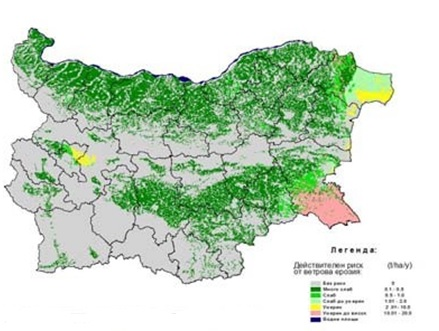 Легенда:
Действителен риск (t/ha/y)
от ветрова ерозия:
Без риск 0
Много слаб 0.1 - 0.5
Слаб 0.5 - 1.0
Слаб до умерен 1.01 - 2.0
Умерен 2.01 - 10.0
Умерен до висок 10.01 - 20.0
Водни площи